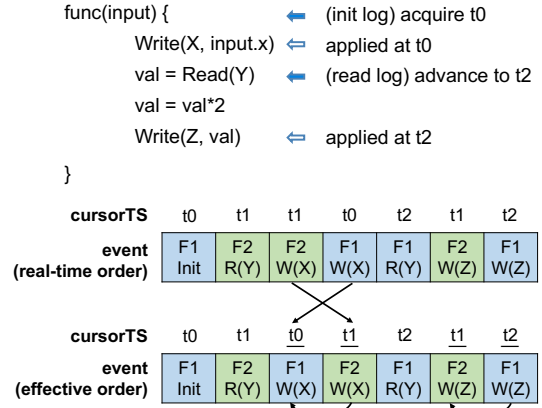 func(input) { (init log) acquire t0
Write(X, input.x) applied at t0
val = Read(Y) (read log) advance to t2
val = val*2
Write(Z, val) applied at t2
}
cursorTS t0 t1 t1 t0 t2 t1 t2
event F1 F2 F2 F1 F1 F2 F1
(real-time order) Init R(Y) W(X) W(X) R(Y) W(Z) W(Z)
cursorTS t0 t1 t0 t1 t2 t1 t2
event F1 F2 F1 F2 F1 F2 F1
(effective order) Init R(Y) W(X) W(X) R(Y) W(Z) W(Z)